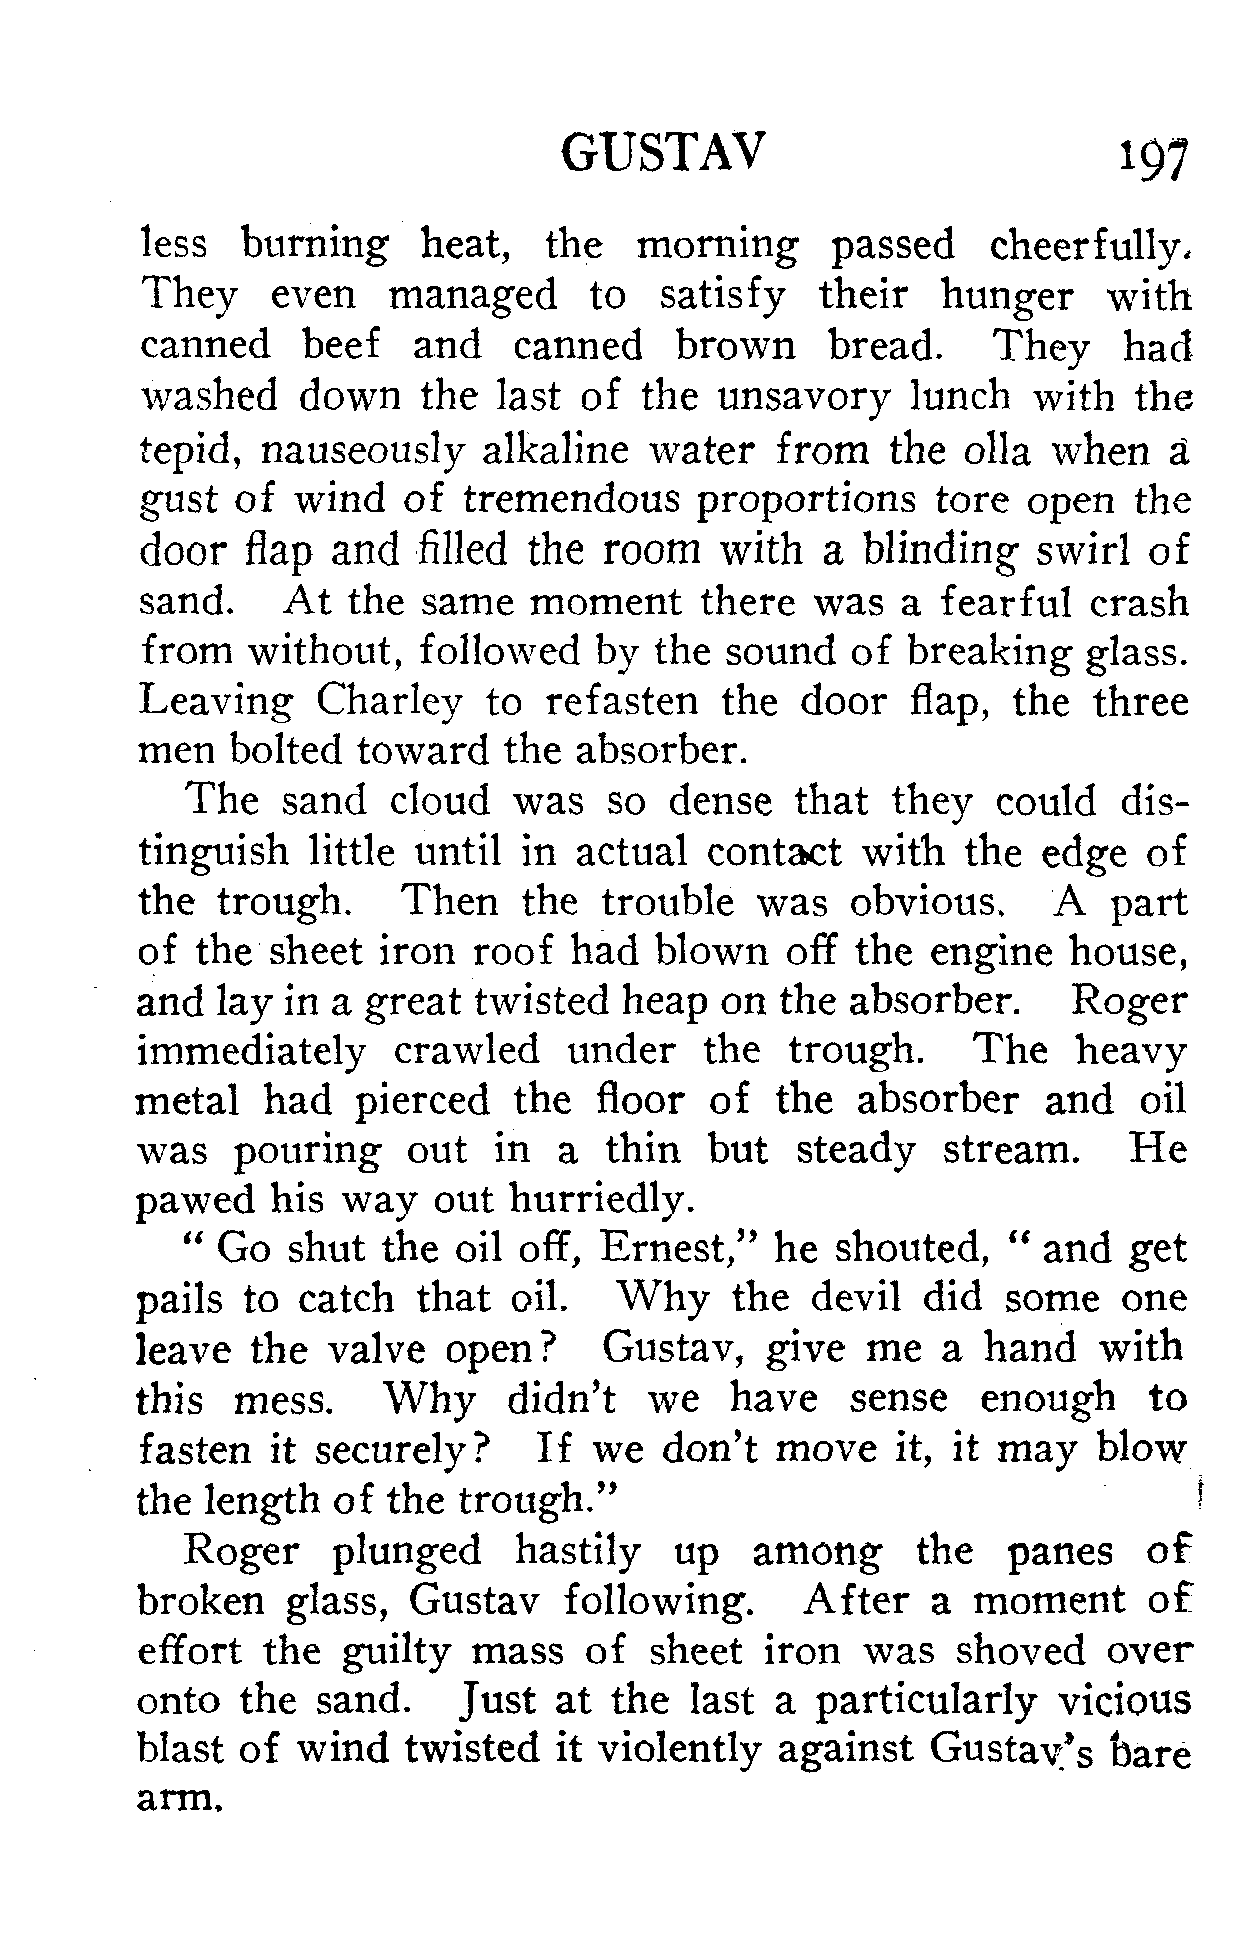 GUSTAV 197
less burning heat, the morning passed cheerfully.
They even managed to satisfy their hunger with
canned beef and canned brown bread. They had
washed down the last of the unsavory lunch with the
tepid, nauseously alkaline water from the olla when a
gust of wind of tremendous proportions tore open the
door flap and filled the room with a blinding swirl of
sand. At the same moment there was a fearful crash
from without, followed by the sound of breaking glass.
Leaving Charley to refasten the door flap, the three
men bolted toward the absorber.
The sand cloud was so dense that they could dis-
tinguish little until in actual contact with the edge of
the trough. Then the trouble was obvious. A part
of the sheet iron roof had blown off the engine house,
and lay in a great twisted heap on the absorber. Roger
immediately crawled under the trough. The heavy
metal had pierced the floor of the absorber and oil
was pouring out in a thin but steady stream. He
pawed his way out hurriedly.
" Go shut the oil off, Ernest," he shouted, " and get
pails to catch that oil. Why the devil did some one
leave the valve open? Gustav, give me a hand with
this mess. Why didn't we have sense enough to
fasten it securely? If we don't move it, it may blow
the length of the trough."
Roger plunged hastily up among the panes of
broken glass, Gustav following. After a moment of
effort the guilty mass of sheet iron was shoved over
onto the sand. Just at the last a particularly vicious
blast of wind twisted it violently against Gustav's bare
arm.